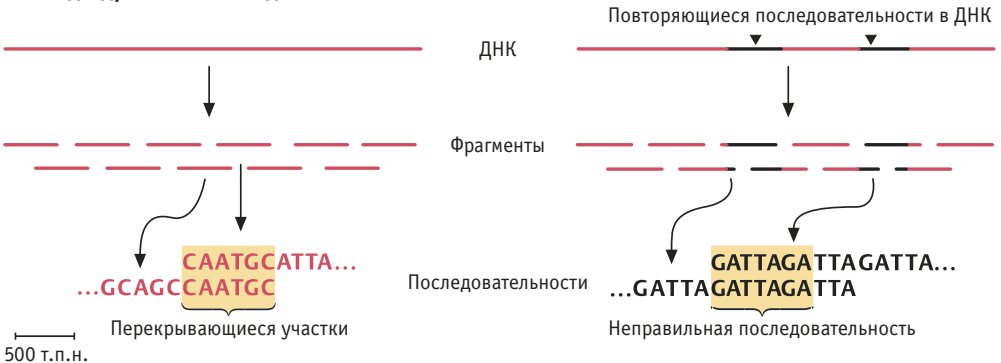 Повторяющиеся последовательности в ДНК
ДНК
Фрагменты
CAATGCATTA...
...GCAGCCAATGC
Перекрывающиеся участки
Последовательности
GATTAGATTAGATTA...
...GATTAGATTAGATTA
Неправильная последовательность
500 т.п.н.